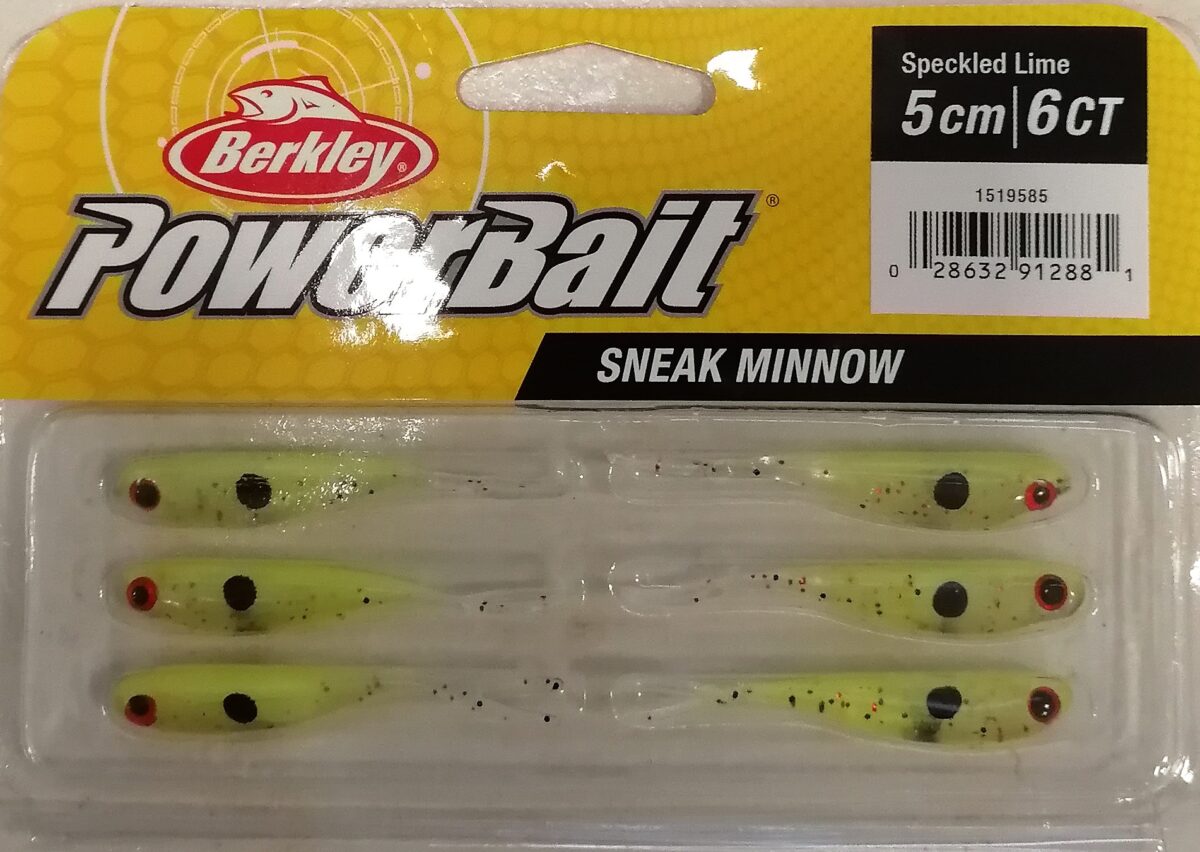 Berkley®
PowerBait®
Speckled Lime
5cm|6CT
1519585
0 28632 91288 1
SNEAK MINNOW